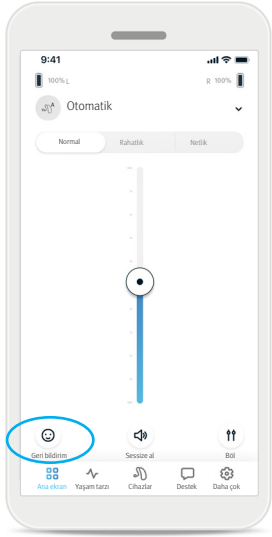 9:41
100% L
R 100%
A
Otomatik
Normal Rahatlık Netlik
Geri bildirim Sessize al Böl
Ana ekran Yaşam tarzı Cihazlar Destek Daha çok